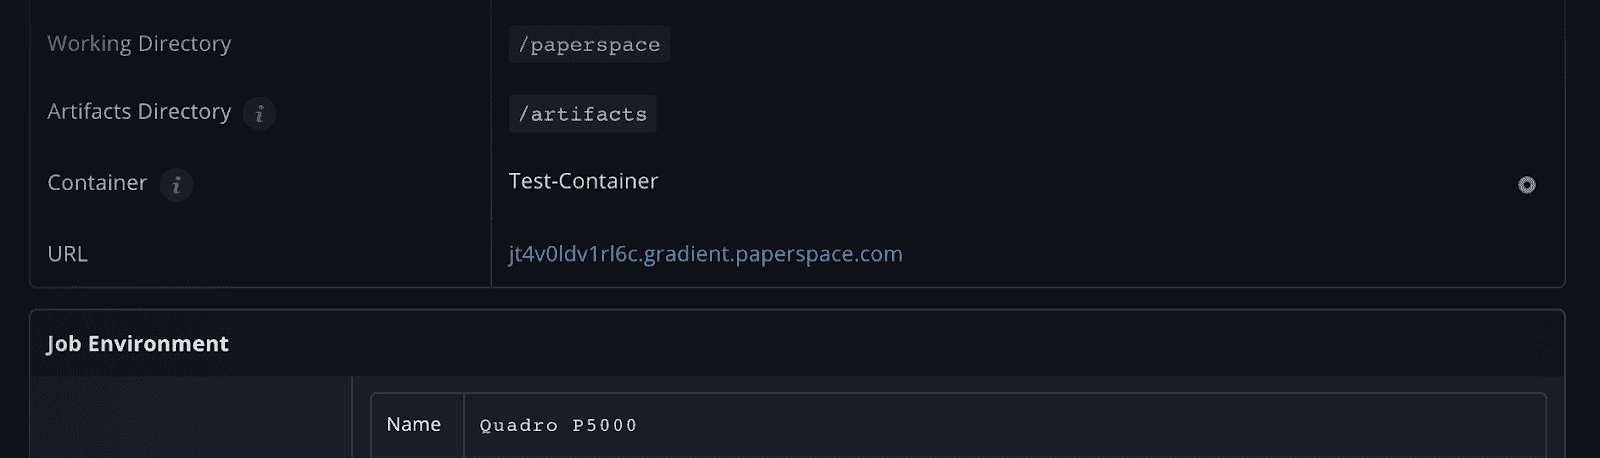 Working Directory /paperspace
Artifacts Directory i /artifacts
Container i Test-Container
URL jt4v0ldv1rl6c.gradient.paperspace.com
Job Environment
Name Quadro P5000